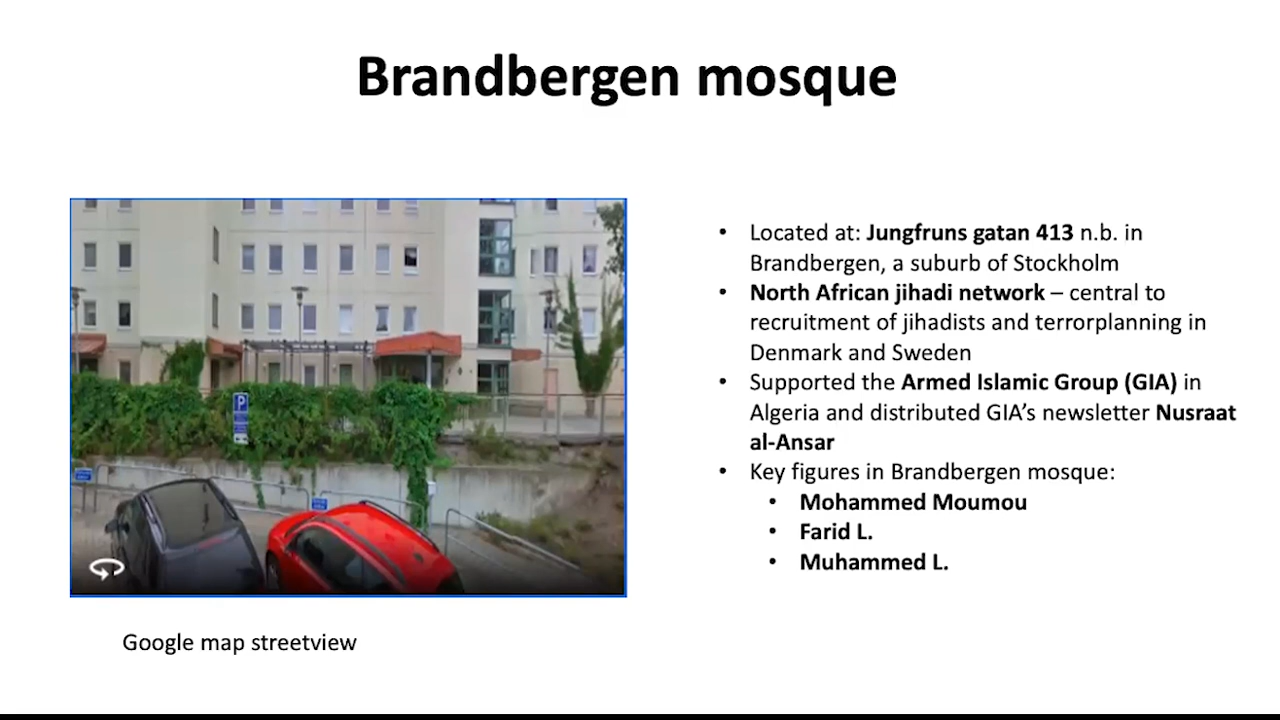 Brandbergen mosque
• Located at: Jungfruns gatan 413 n.b. in
Brandbergen, a suburb of Stockholm
• North African jihadi network – central to
recruitment of jihadists and terrorplanning in
Denmark and Sweden
• Supported the Armed Islamic Group (GIA) in
Algeria and distributed GIA’s newsletter Nusraat
al-Ansar
• Key figures in Brandbergen mosque:
• Mohammed Moumou
• Farid L.
• Muhammed L.
P
Google map streetview